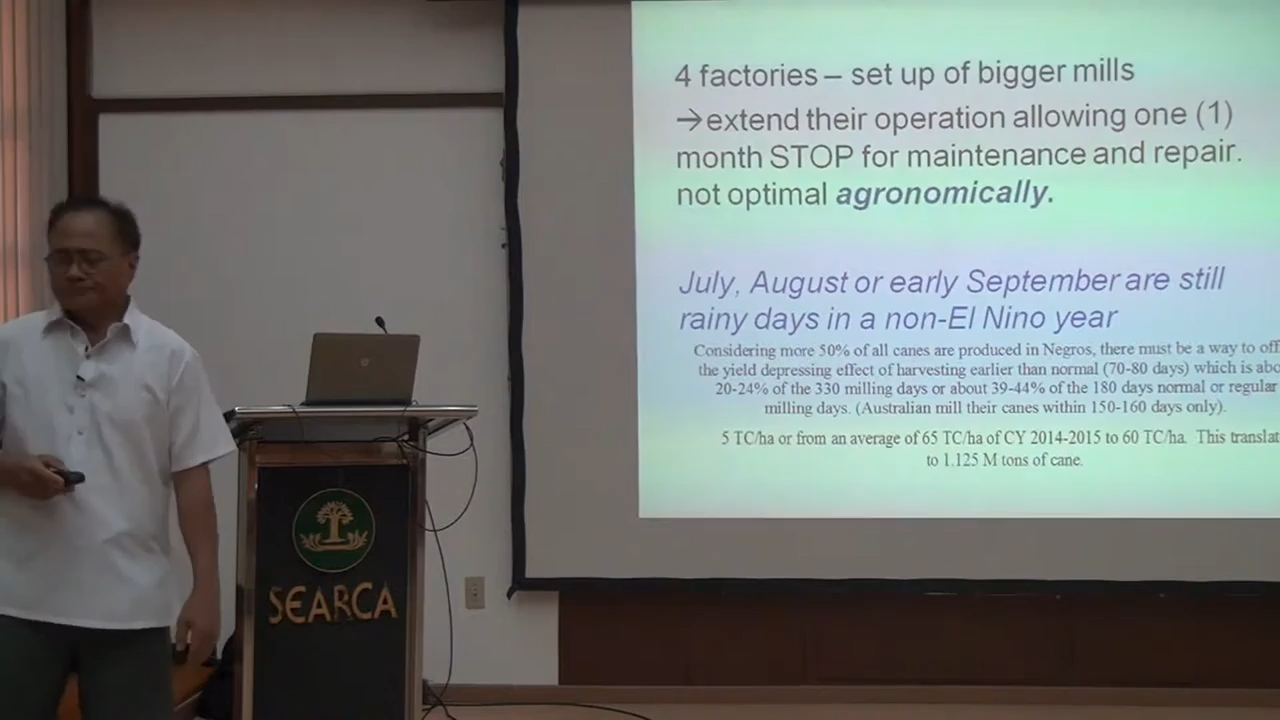 4 factories – set up of bigger mills
→extend their operation allowing one (1)
month STOP for maintenance and repair.
not optimal agronomically.
July, August or early September are still
rainy days in a non-El Nino year
Considering more 50% of all canes are produced in Negros, there must be a way to off
the yield depressing effect of harvesting earlier than normal (70-80 days) which is abo
20-24% of the 330 milling days or about 39-44% of the 180 days normal or regular
milling days. (Australian mill their canes within 150-160 days only).
5 TC/ha or from an average of 65 TC/ha of CY 2014-2015 to 60 TC/ha. This translat
to 1.125 M tons of cane.
SEARCA